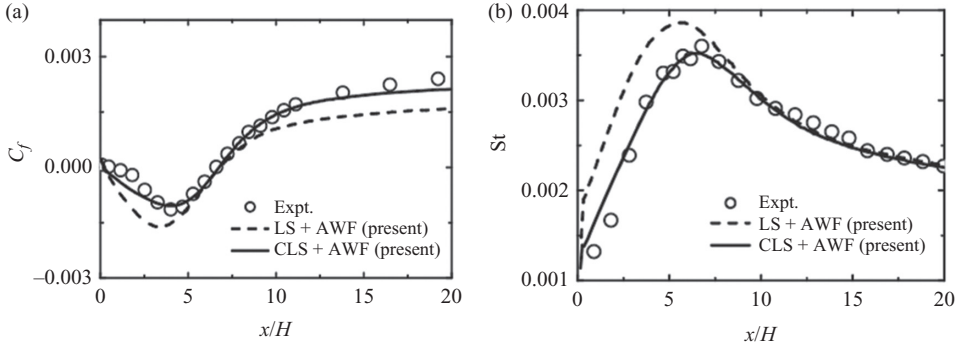 (a)
0.003
0.000
−0.003
C_f
0
5
10
15
20
x/H
Expt.
LS + AWF (present)
CLS + AWF (present)
(b)
0.004
0.003
0.002
0.001
St
0
5
10
15
20
x/H
Expt.
LS + AWF (present)
CLS + AWF (present)